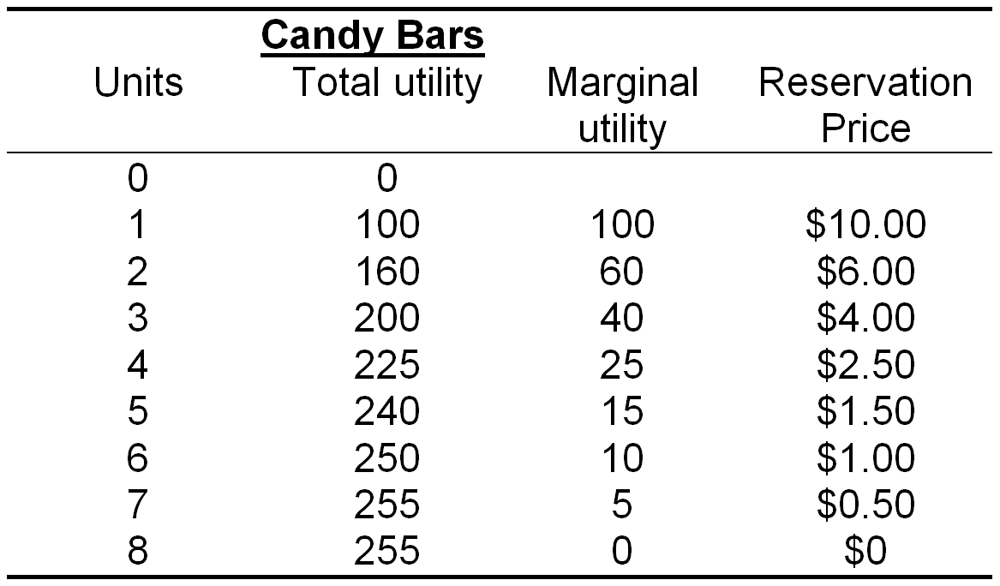 Candy Bars
Units Total utility Marginal utility Reservation Price
0 0
1 100 100 $10.00
2 160 60 $6.00
3 200 40 $4.00
4 225 25 $2.50
5 240 15 $1.50
6 250 10 $1.00
7 255 5 $0.50
8 255 0 $0